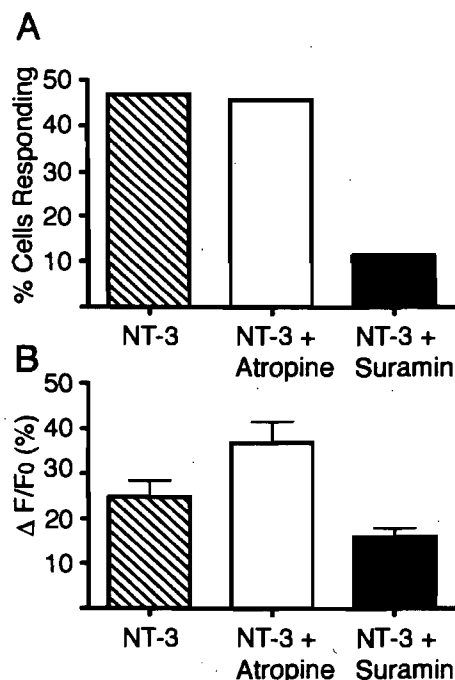 A
% Cells Responding
50
40
30
20
10
NT-3
NT-3 +
Atropine
NT-3 +
Suramin
B
Δ F/F0 (%)
50
40
30
20
10
NT-3
NT-3 +
Atropine
NT-3 +
Suramin